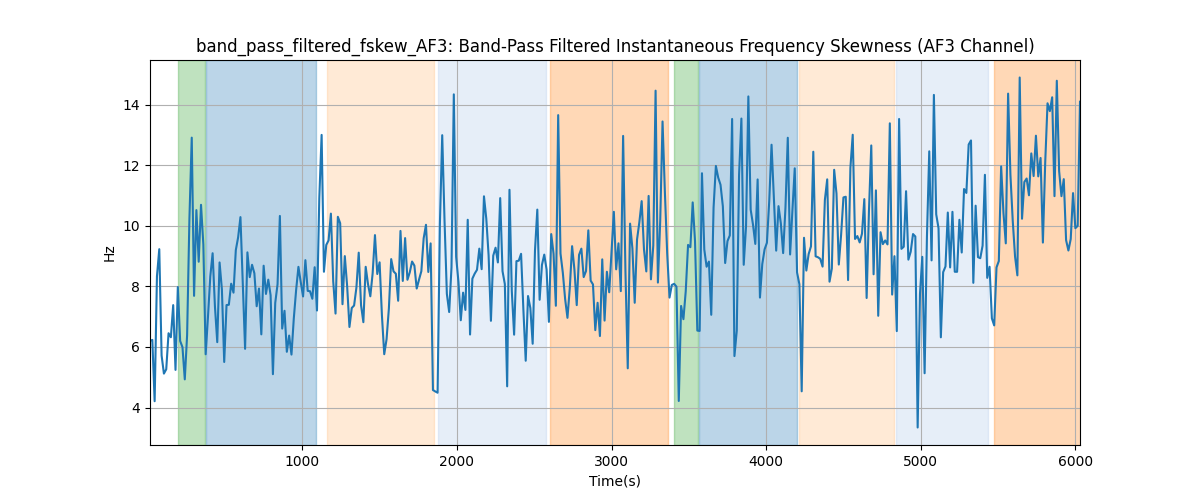 band_pass_filtered_fskew_AF3: Band-Pass Filtered Instantaneous Frequency Skewness (AF3 Channel)
14
12
10
8
6
4
Hz
1000 2000 3000 4000 5000 6000
Time(s)